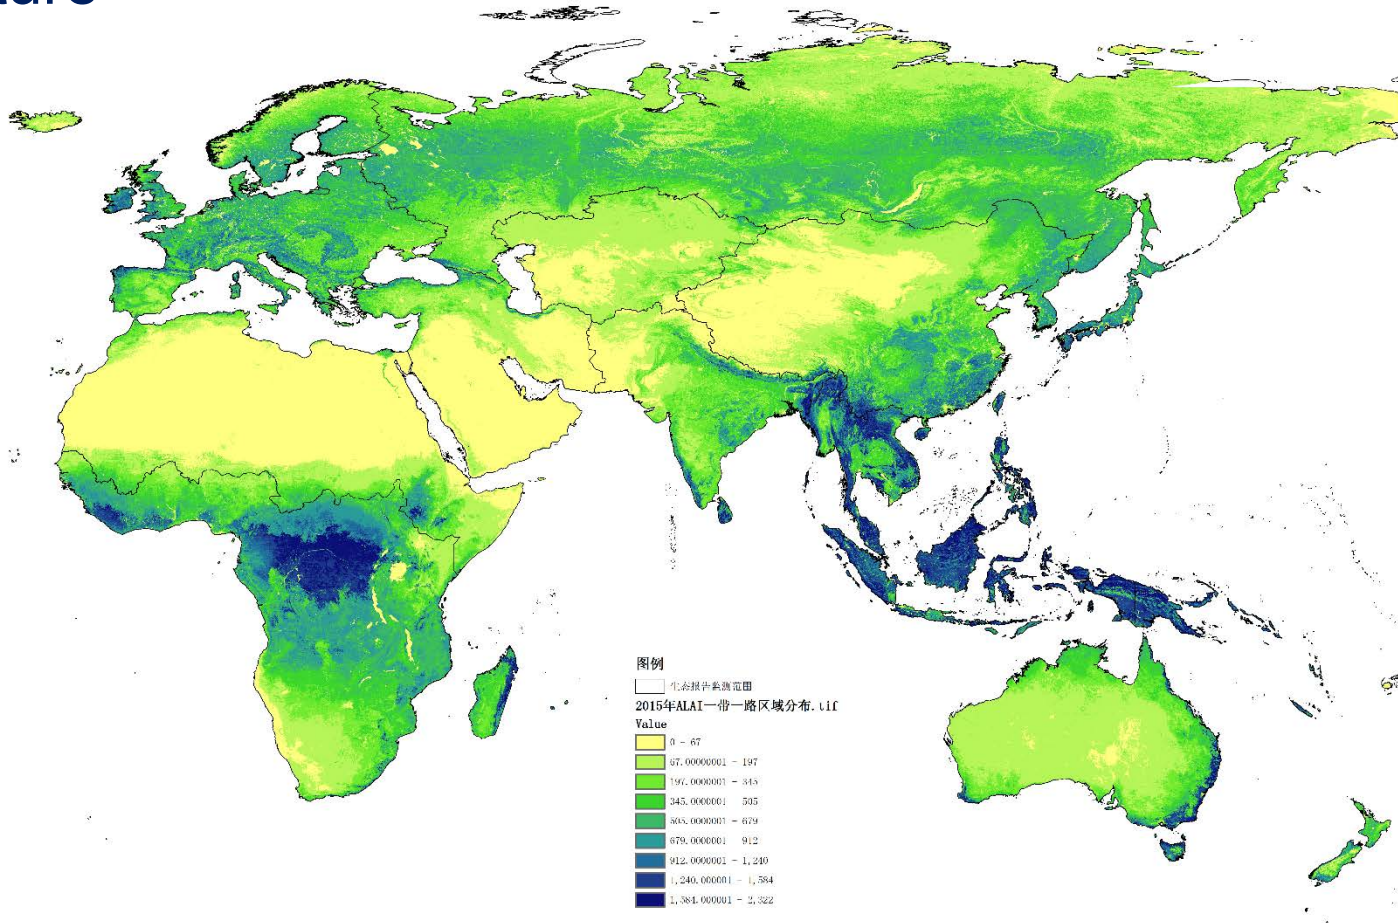 图例
生态报告监测范围
2015年ALAI一带一路区域分布.tif
Value
0 - 67
67.0000001 - 197
197.0000001 - 345
345.0000001 505
505.0000001 - 679
679.0000001 912
912.0000001 - 1,240
1,240.000001 - 1,584
1,584.000001 - 2,322